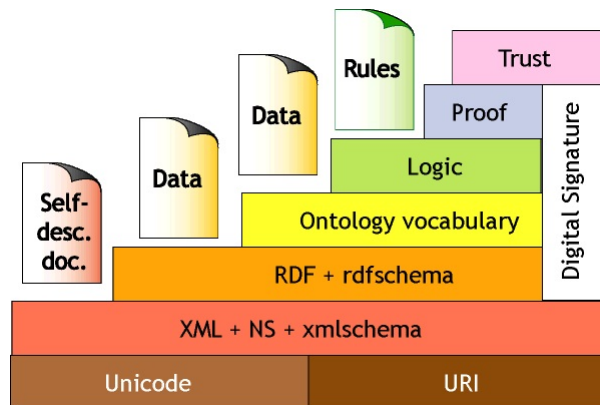 Rules
Trust
Data
Proof
Data
Logic
Self-
desc.
doc.
Ontology vocabulary
Digital Signature
RDF + rdfschema
XML + NS + xmlschema
Unicode
URI